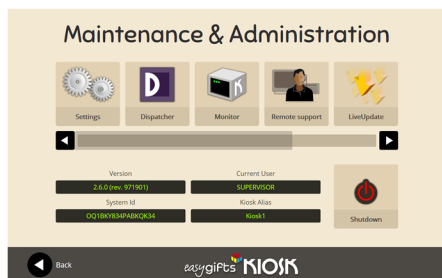 Maintenance & Administration
D
K
Settings
Dispatcher
Monitor
Remote support
LiveUpdate
Version
Current User
2.6.0 (rev. 971901)
SUPERVISOR
System Id
Kiosk Alias
OQ1BKY834PABKQK34
Kiosk1
Shutdown
Back
easygifts KIOSK